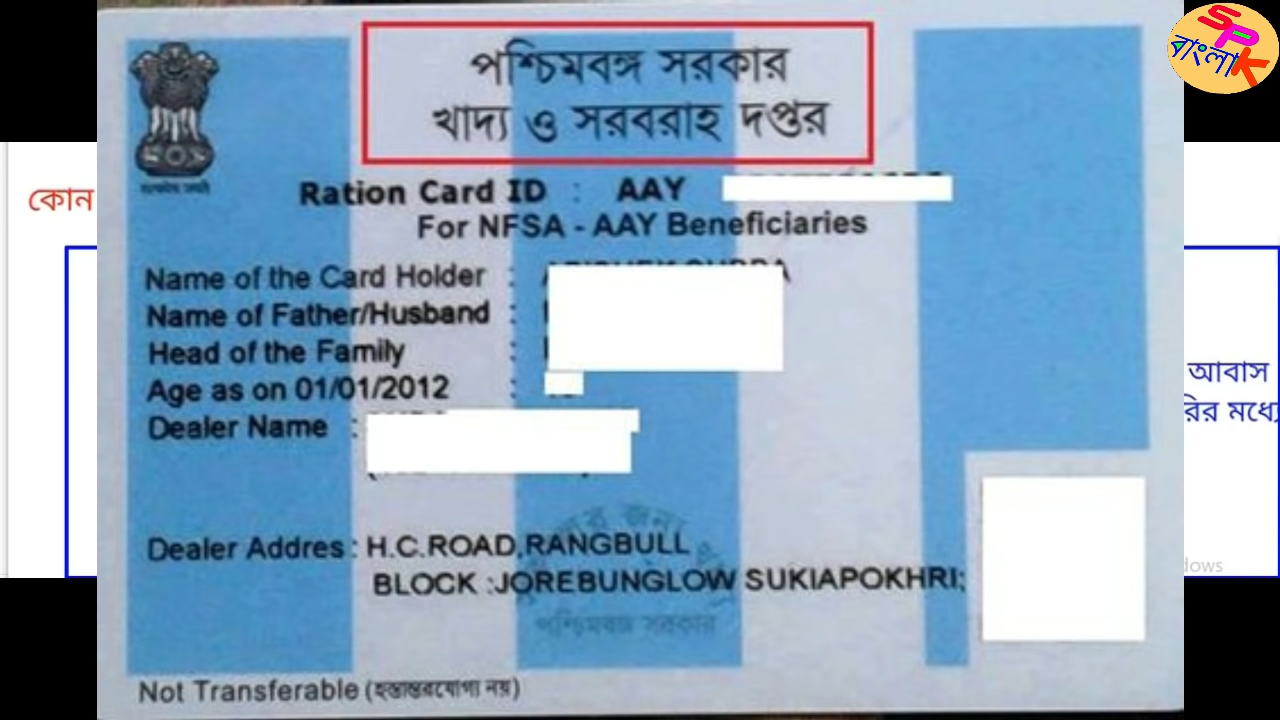 SPK
বাংলা
কোন
পশ্চিমবঙ্গ সরকার
খাদ্য ও সরবরাহ দপ্তর
Ration Card ID : AAY
For NFSA - AAY Beneficiaries
Name of the Card Holder :
Name of Father/Husband :
Head of the Family :
Age as on 01/01/2012 :
Dealer Name :
আবাস
রির মধ্যে
Dealer Addres : H.C.ROAD,RANGBULL
BLOCK :JOREBUNGLOW SUKIAPOKHRI;
পশ্চিমবঙ্গ সরকার
Not Transferable (হস্তান্তরযোগ্য নয়)